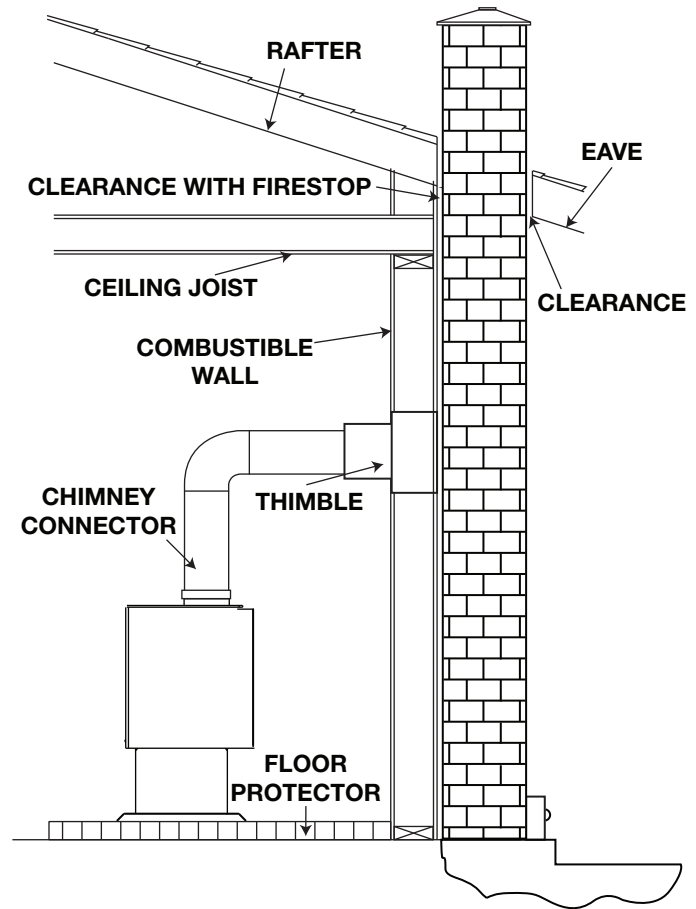 RAFTER
EAVE
CLEARANCE WITH FIRESTOP
CEILING JOIST
CLEARANCE
COMBUSTIBLE
WALL
CHIMNEY
CONNECTOR
THIMBLE
FLOOR
PROTECTOR